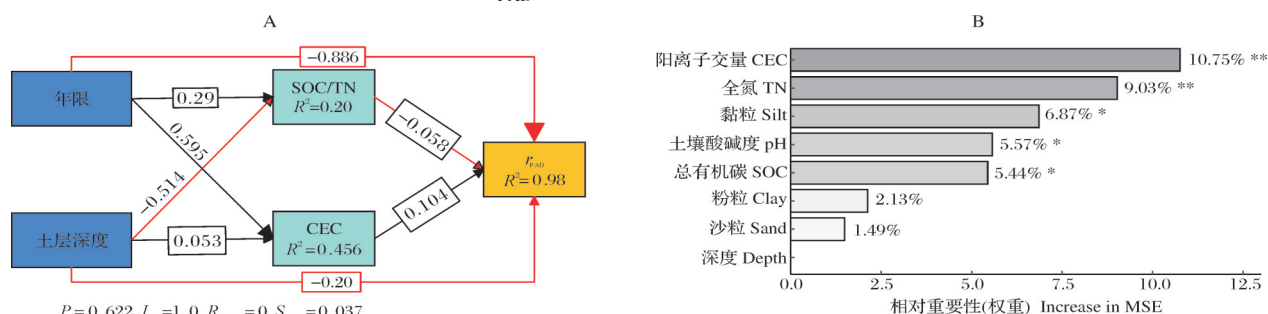 A
B
年限
土层深度
-0.886
0.29
0.595
-0.514
0.053
-0.20
SOC/TN
R²=0.20
CEC
R²=0.456
-0.058
0.104
r
R²=0.98
阳离子交量 CEC
全氮 TN
黏粒 Silt
土壤酸碱度 pH
总有机碳 SOC
粉粒 Clay
沙粒 Sand
深度 Depth
10.75% **
9.03% **
6.87% *
5.57% *
5.44% *
2.13%
1.49%
0.0 2.5 5.0 7.5 10.0 12.5
相对重要性(权重) Increase in MSE